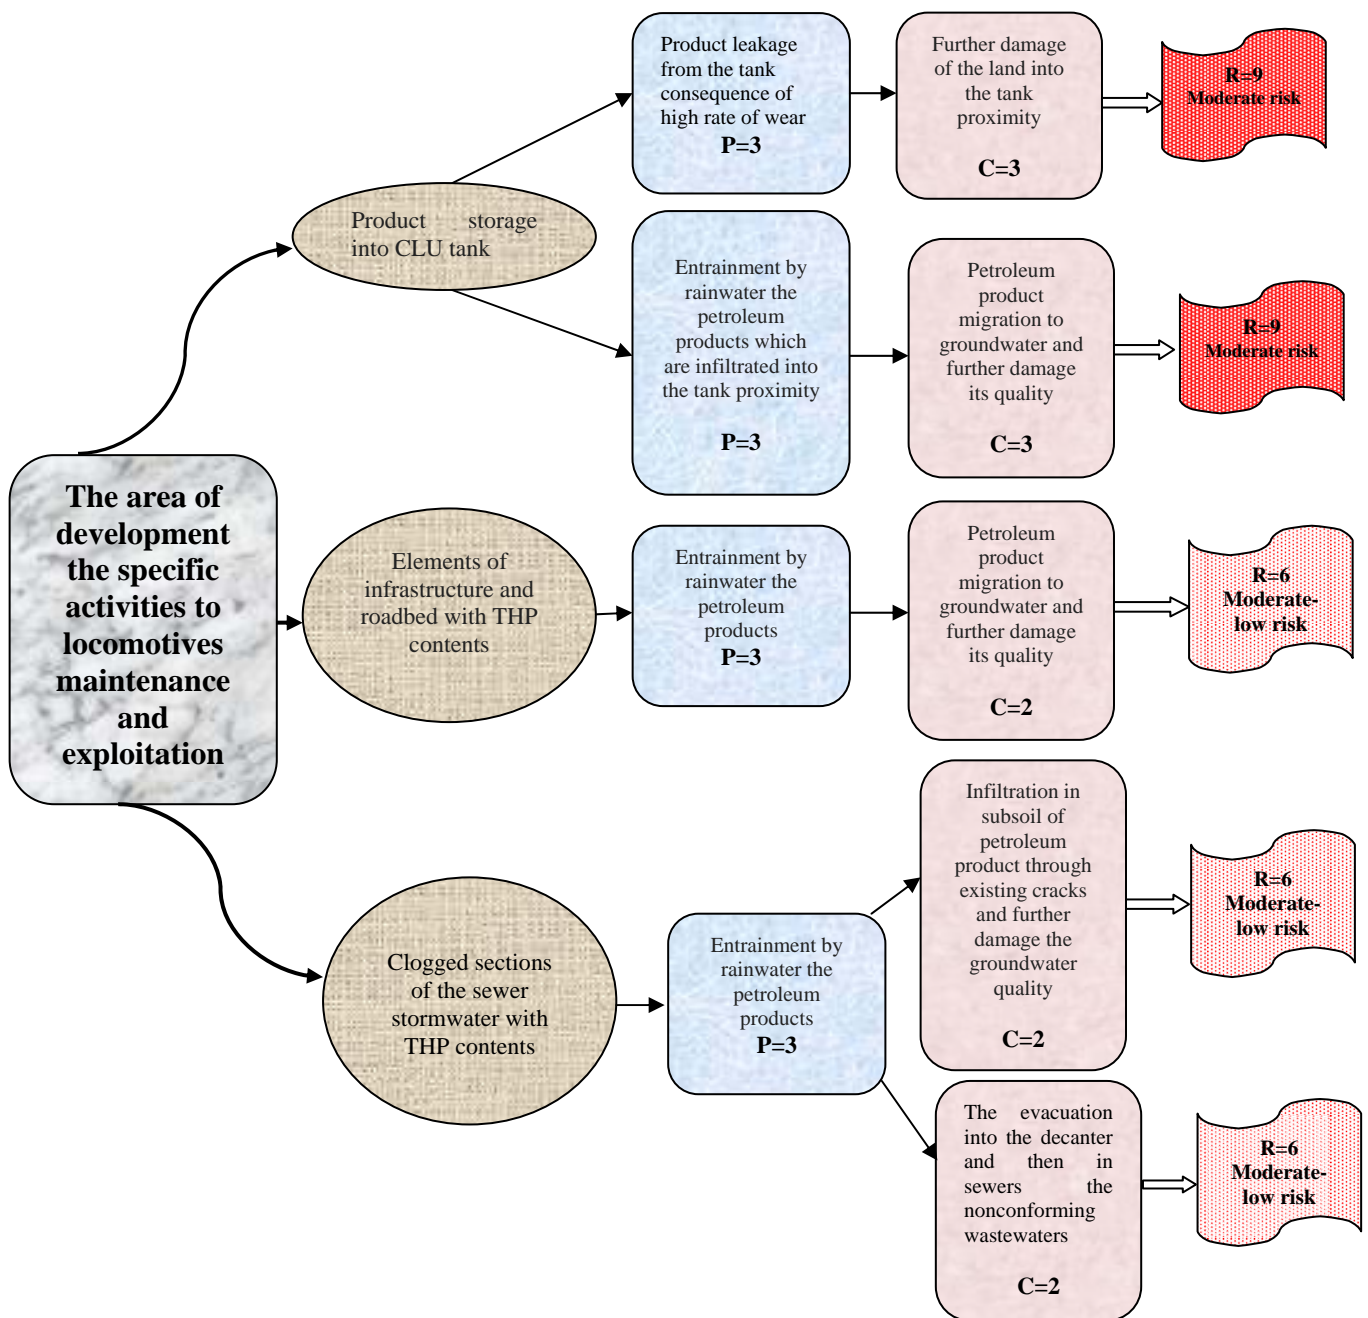 The area of
development
the specific
activities to
locomotives
maintenance
and
exploitation
Product storage
into CLU tank
Product leakage
from the tank
consequence of
high rate of wear
P=3
Further damage
of the land into
the tank
proximity
C=3
R=9
Moderate risk
Entrainment by
rainwater the
petroleum
products which
are infiltrated into
the tank proximity
P=3
Petroleum
product
migration to
groundwater and
further damage
its quality
C=3
R=9
Moderate risk
Elements of
infrastructure and
roadbed with THP
contents
Entrainment by
rainwater the
petroleum
products
P=3
Petroleum
product
migration to
groundwater and
further damage
its quality
C=2
R=6
Moderate-
low risk
Clogged sections
of the sewer
stormwater with
THP contents
Entrainment by
rainwater the
petroleum
products
P=3
Infiltration in
subsoil of
petroleum
product through
existing cracks
and further
damage the
groundwater
quality
C=2
R=6
Moderate-
low risk
The evacuation
into the decanter
and then in
sewers the
nonconforming
wastewaters
C=2
R=6
Moderate-
low risk